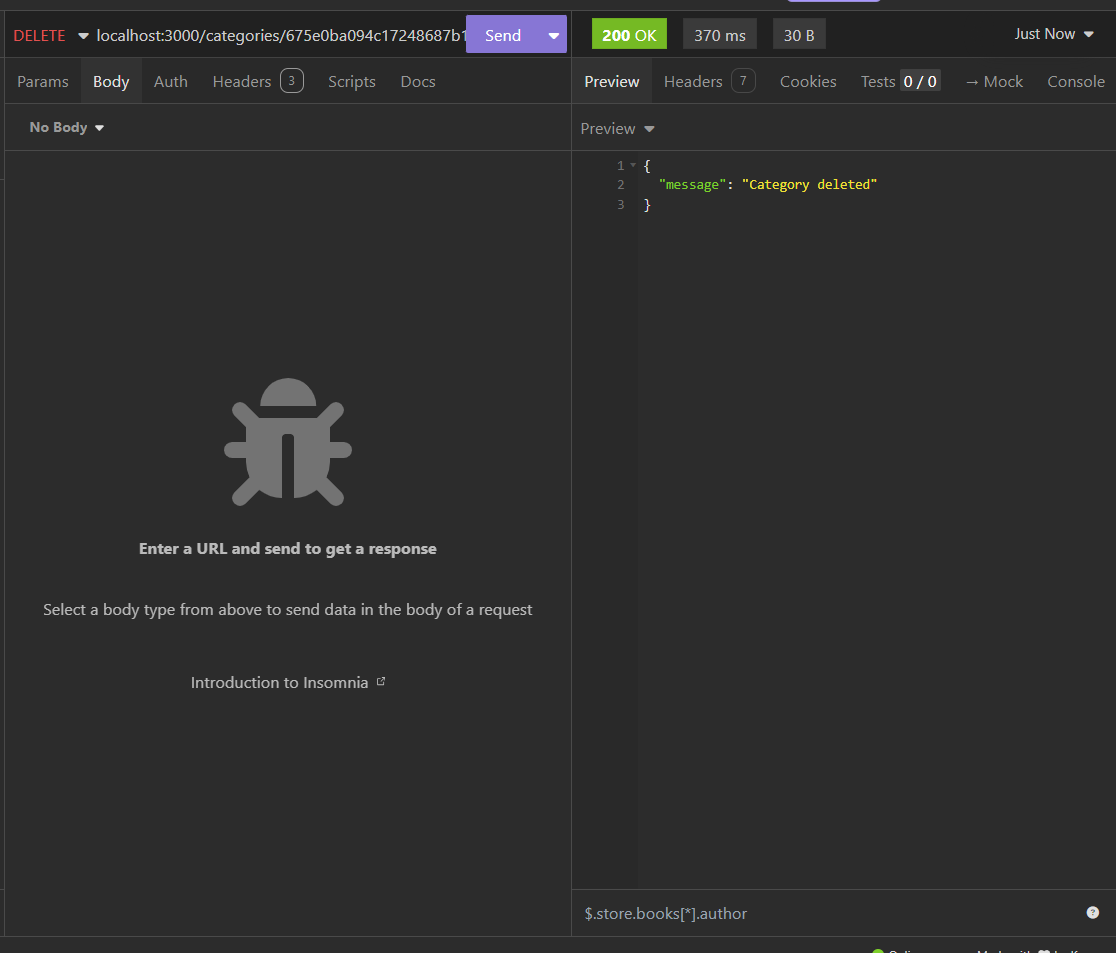 DELETE localhost:3000/categories/675e0ba094c17248687b1 Send
200 OK 370 ms 30 B Just Now
Params Body Auth Headers 3 Scripts Docs
Preview Headers 7 Cookies Tests 0 / 0 → Mock Console
No Body
Preview
1 {
2 "message": "Category deleted"
3 }
Enter a URL and send to get a response
Select a body type from above to send data in the body of a request
Introduction to Insomnia
$.store.books[*].author